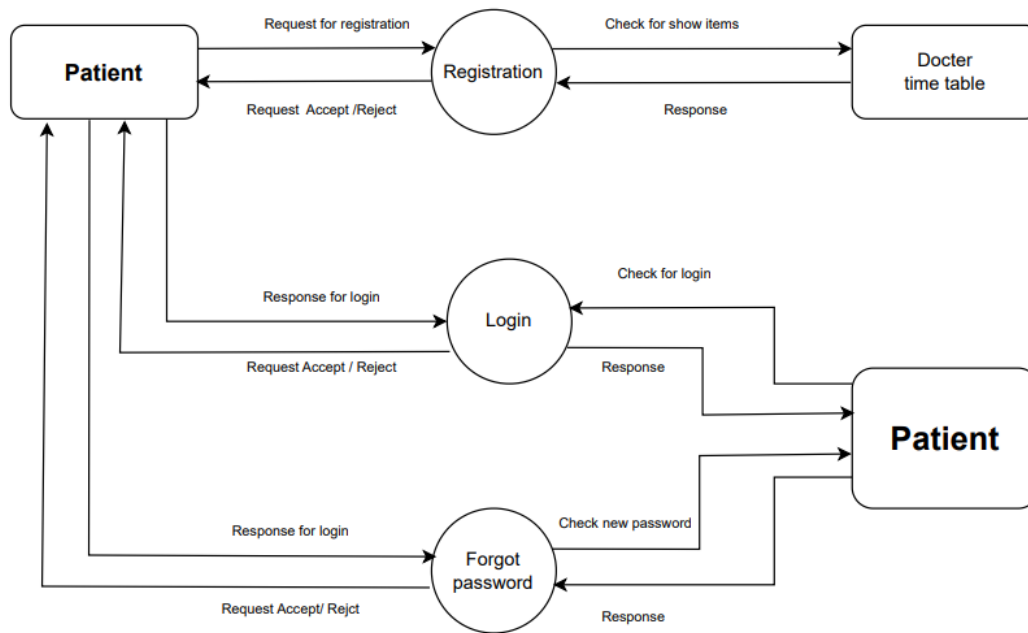 Request for registration
Check for show items
Patient
Registration
Docter
time table
Request Accept /Reject
Response
Check for login
Response for login
Login
Request Accept / Reject
Response
Patient
Response for login
Check new password
Forgot
password
Request Accept/ Rejct
Response